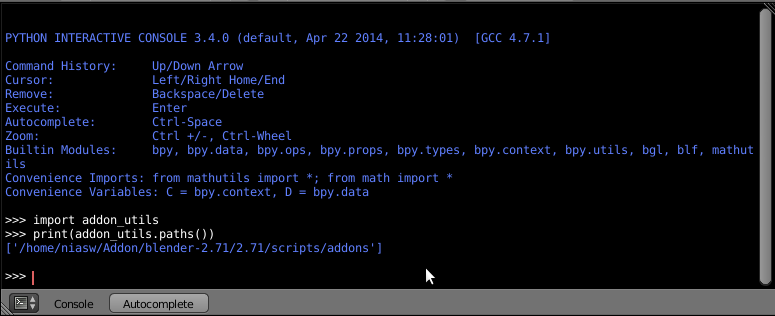 PYTHON INTERACTIVE CONSOLE 3.4.0 (default, Apr 22 2014, 11:28:01)  [GCC 4.7.1]
Command History:     Up/Down Arrow
Cursor:              Left/Right Home/End
Remove:              Backspace/Delete
Execute:             Enter
Autocomplete:        Ctrl-Space
Zoom:                Ctrl +/-, Ctrl-Wheel
Builtin Modules:     bpy, bpy.data, bpy.ops, bpy.props, bpy.types, bpy.context, bpy.utils, bgl, blf, mathut
ils
Convenience Imports: from mathutils import *; from math import *
Convenience Variables: C = bpy.context, D = bpy.data
>>> import addon_utils
>>> print(addon_utils.paths())
['/home/niasw/Addon/blender-2.71/2.71/scripts/addons']
>>>
Console Autocomplete